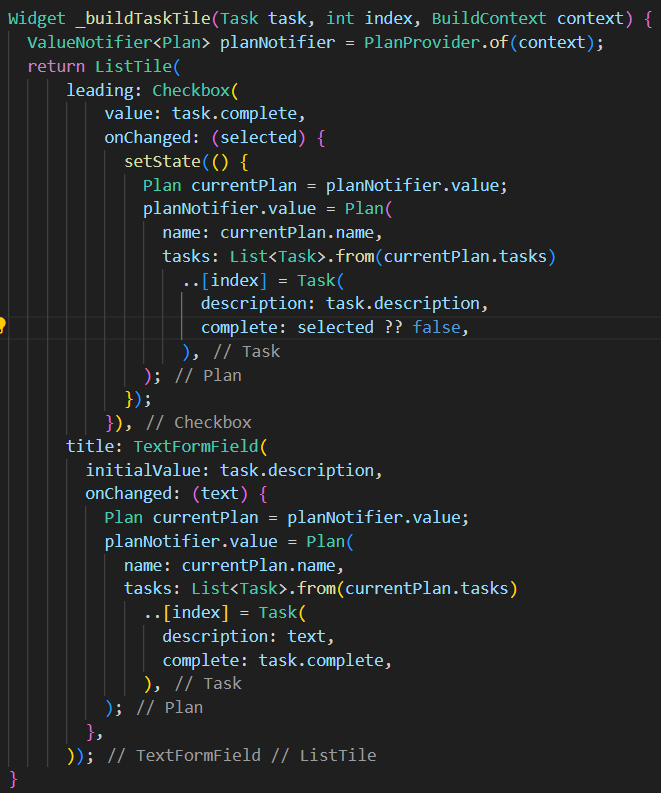 Widget _buildTaskTile(Task task, int index, BuildContext context) {
  ValueNotifier<Plan> planNotifier = PlanProvider.of(context);
  return ListTile(
      leading: Checkbox(
          value: task.complete,
          onChanged: (selected) {
            setState(() {
              Plan currentPlan = planNotifier.value;
              planNotifier.value = Plan(
                name: currentPlan.name,
                tasks: List<Task>.from(currentPlan.tasks)
                  ..[index] = Task(
                    description: task.description,
                    complete: selected ?? false,
                  ), // Task
              ); // Plan
            });
          }), // Checkbox
      title: TextFormField(
        initialValue: task.description,
        onChanged: (text) {
          Plan currentPlan = planNotifier.value;
          planNotifier.value = Plan(
            name: currentPlan.name,
            tasks: List<Task>.from(currentPlan.tasks)
              ..[index] = Task(
                description: text,
                complete: task.complete,
              ), // Task
          ); // Plan
        },
      )); // TextFormField // ListTile
}